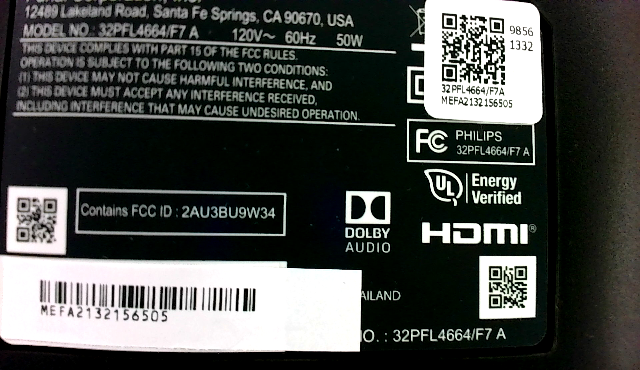 12489 Lakeland Road, Santa Fe Springs, CA 90670, USA
MODEL NO.: 32PFL4664/F7 A 120V~ 60Hz 50W
THIS DEVICE COMPLIES WITH PART 15 OF THE FCC RULES.
OPERATION IS SUBJECT TO THE FOLLOWING TWO CONDITIONS:
(1) THIS DEVICE MAY NOT CAUSE HARMFUL INTERFERENCE, AND
(2) THIS DEVICE MUST ACCEPT ANY INTERFERENCE RECEIVED,
INCLUDING INTERFERENCE THAT MAY CAUSE UNDESIRED OPERATION.
9856
1332
32PFL4664/F7A
MEFA2132156505
FC PHILIPS
32PFL4664/F7 A
UL Energy
Verified
Contains FCC ID : 2AU3BU9W34
DOLBY
AUDIO
HDMI®
MEFA2132156505
AILAND
O. : 32PFL4664/F7 A